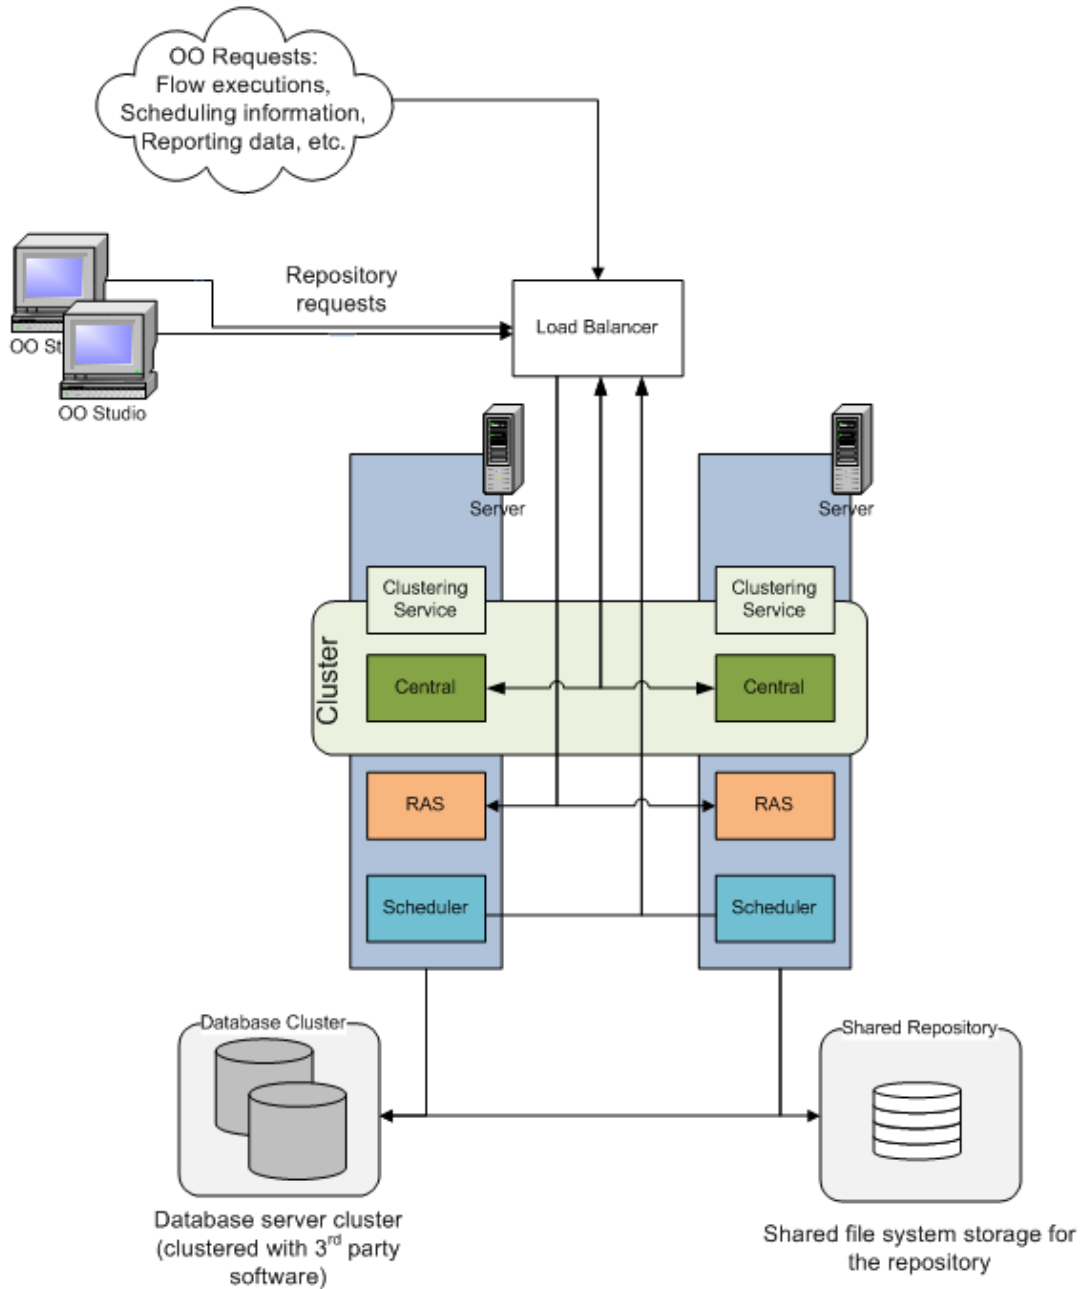 OO Requests:
Flow executions,
Scheduling information,
Reporting data, etc.
Repository
requests
Load Balancer
OO St
OO Studio
Server
Server
Clustering
Service
Clustering
Service
Cluster
Central
Central
RAS
RAS
Scheduler
Scheduler
Database Cluster
Shared Repository
Database server cluster
(clustered with 3rd party
software)
Shared file system storage for
the repository